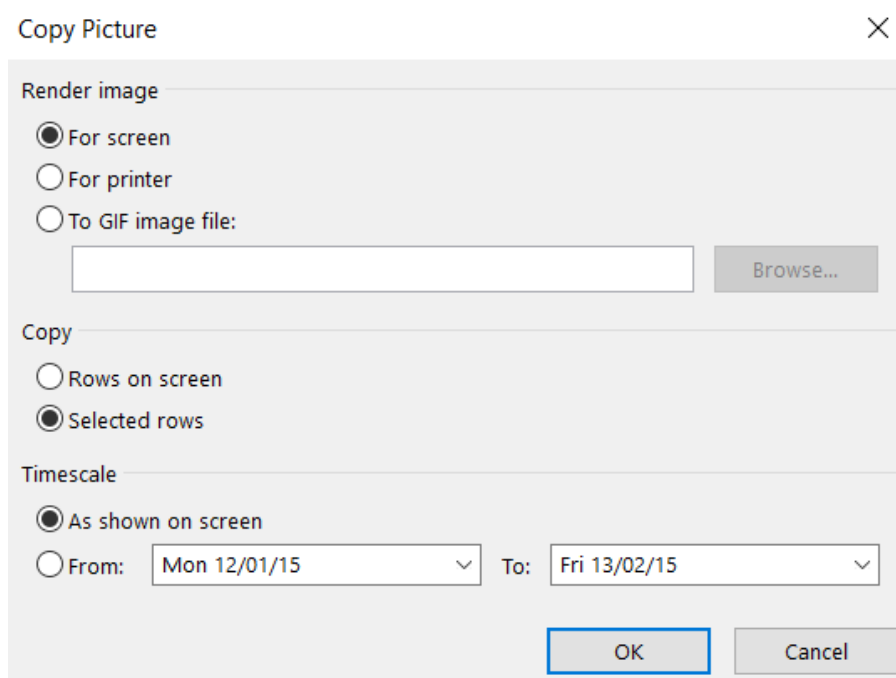 Copy Picture
Render image
For screen
For printer
To GIF image file:
Browse...
Copy
Rows on screen
Selected rows
Timescale
As shown on screen
From: Mon 12/01/15 To: Fri 13/02/15
OK Cancel